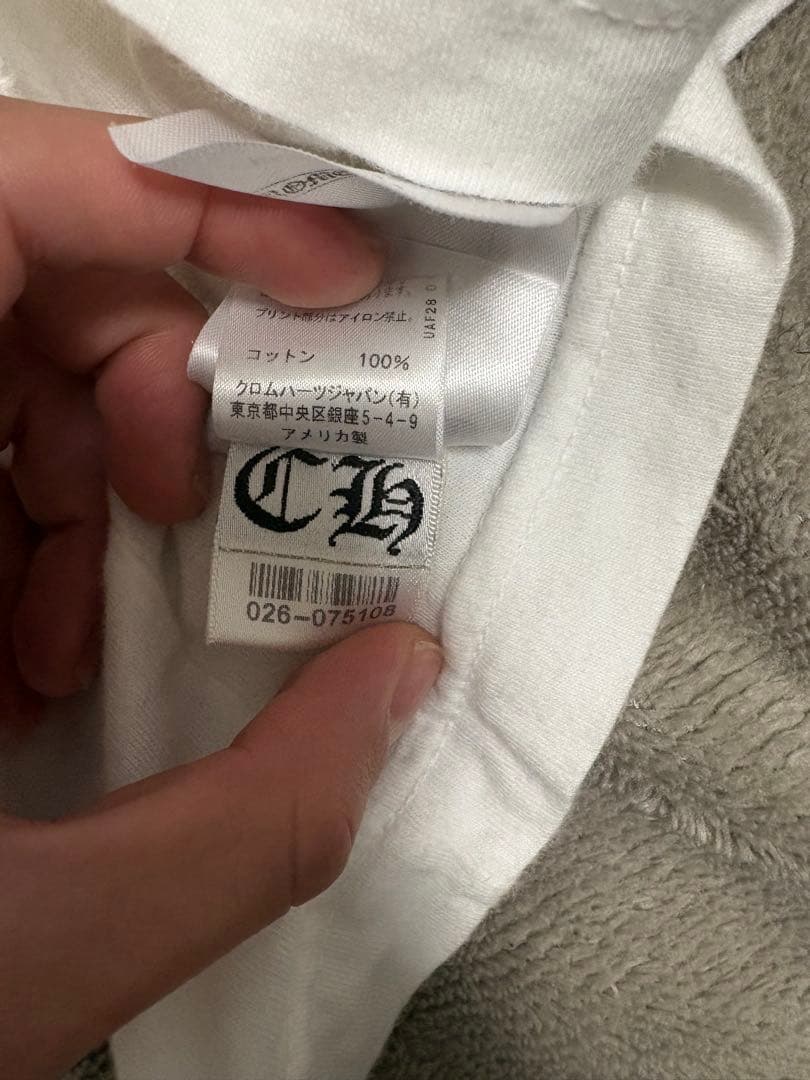 プリント部分はアイロン禁止。
コットン 100%
クロムハーツジャパン(有)
東京都中央区銀座5-4-9
アメリカ製
UAF28 0
CH
026-075108